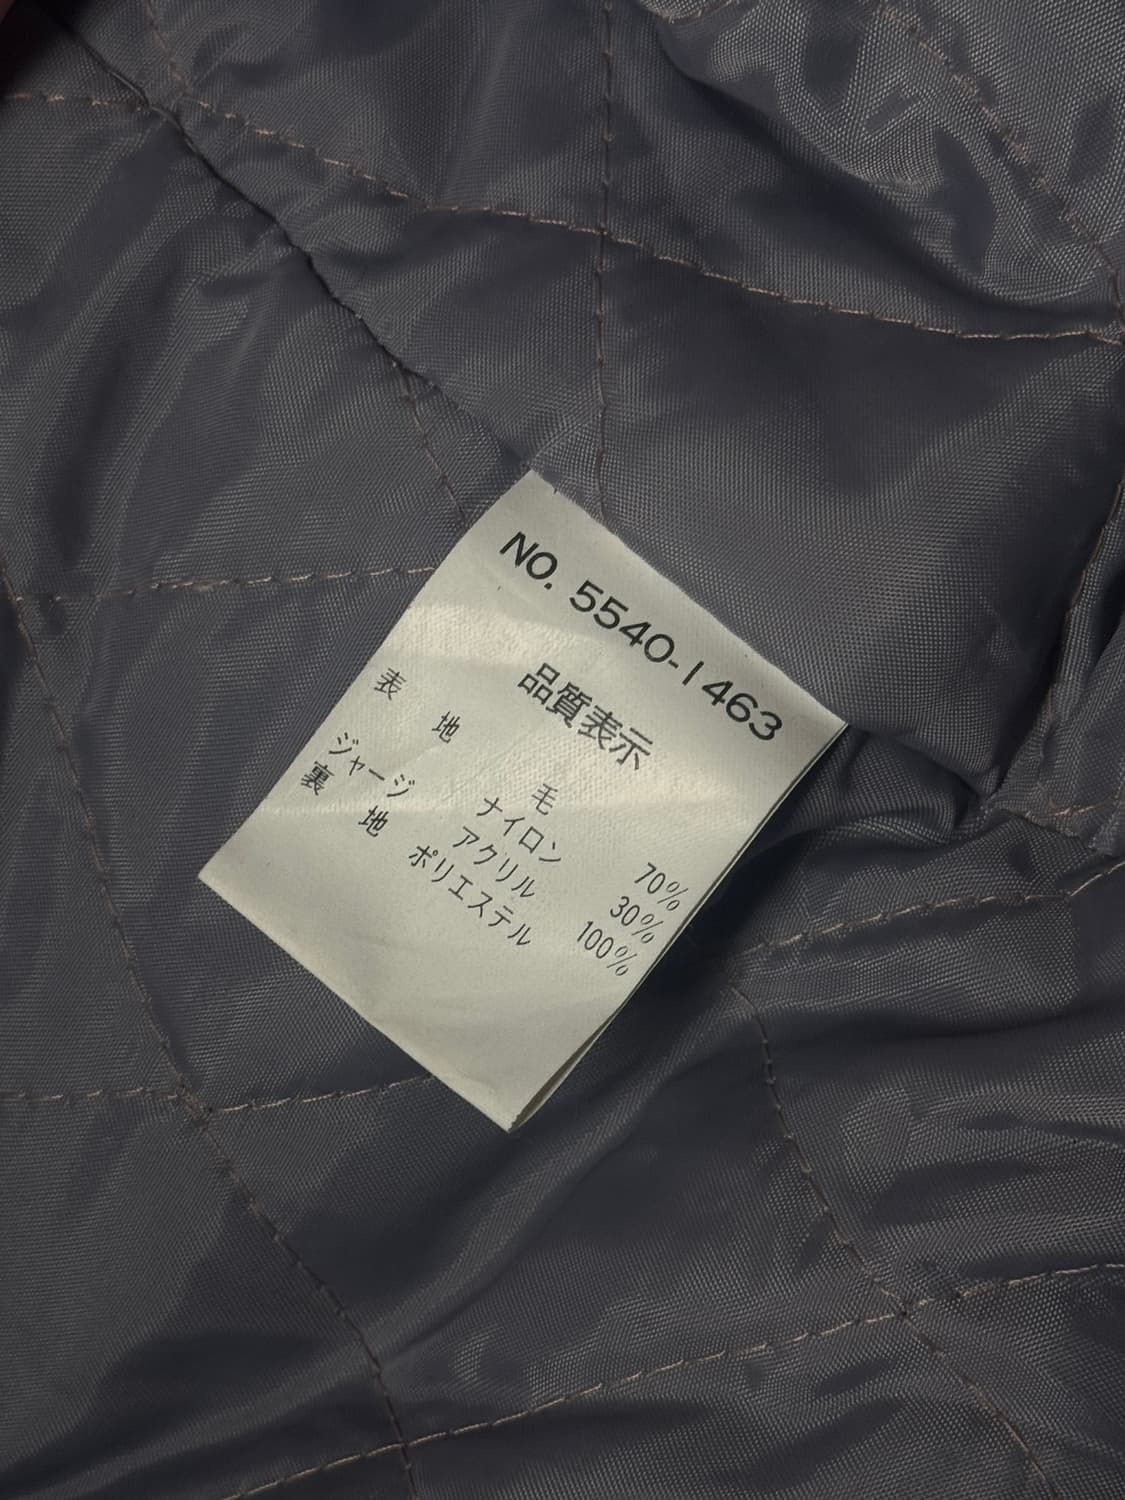 NO. 5540-1463
品質表示
表地 毛 70%
ナイロン 30%
ジャージ アクリル 100%
裏地 ポリエステル